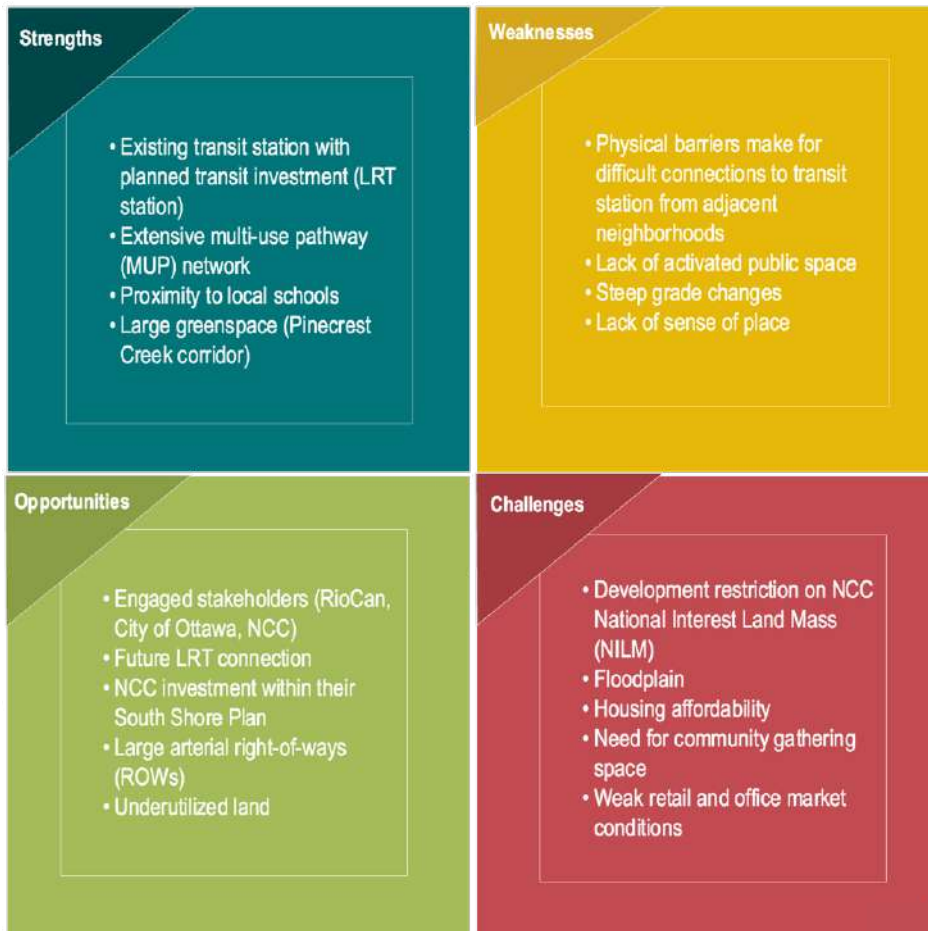 Strengths
• Existing transit station with
planned transit investment (LRT
station)
• Extensive multi-use pathway
(MUP) network
• Proximity to local schools
• Large greenspace (Pinecrest
Creek corridor)
Weaknesses
• Physical barriers make for
difficult connections to transit
station from adjacent
neighborhoods
• Lack of activated public space
• Steep grade changes
• Lack of sense of place
Opportunities
• Engaged stakeholders (RioCan,
City of Ottawa, NCC)
• Future LRT connection
• NCC investment within their
South Shore Plan
• Large arterial right-of-ways
(ROWs)
• Underutilized land
Challenges
• Development restriction on NCC
National Interest Land Mass
(NILM)
• Floodplain
• Housing affordability
• Need for community gathering
space
• Weak retail and office market
conditions